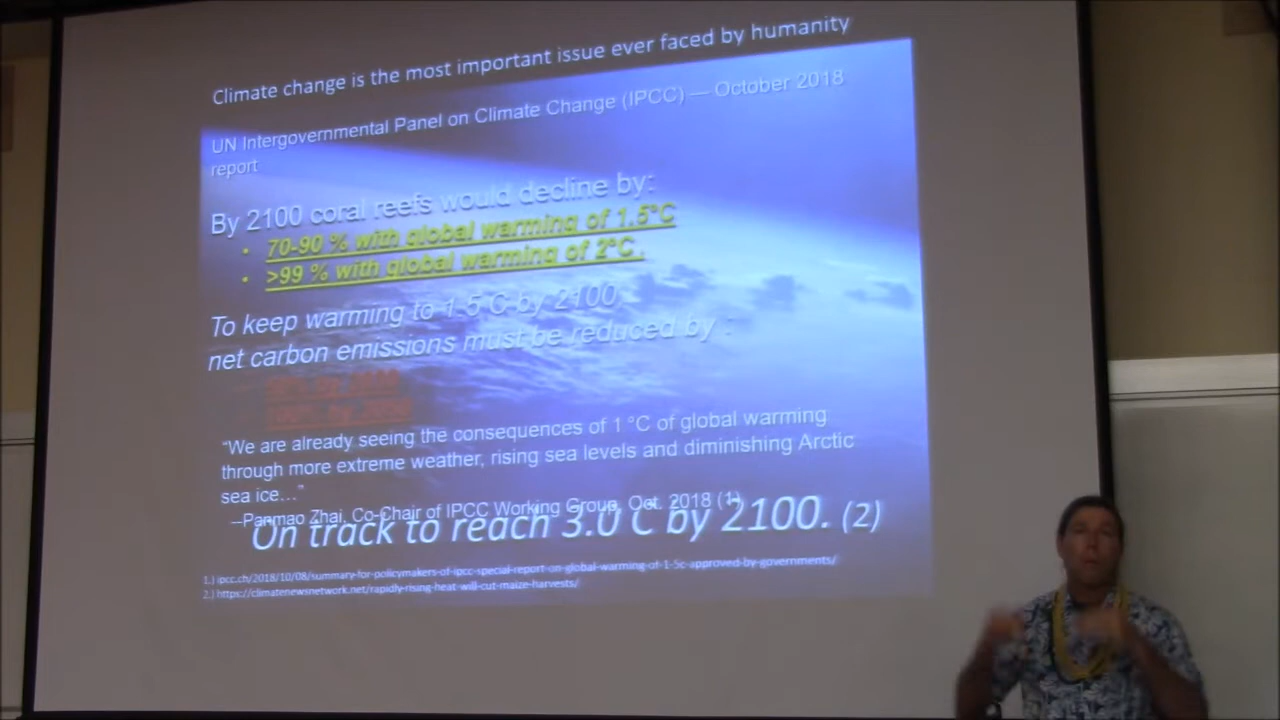 Climate change is the most important issue ever faced by humanity
UN Intergovernmental Panel on Climate Change (IPCC) — October 2018
report
By 2100 coral reefs would decline by:
• 70-90 % with global warming of 1.5°C
• >99 % with global warming of 2°C.
To keep warming to 1.5 C by 2100,
net carbon emissions must be reduced by :
by
100% by
“We are already seeing the consequences of 1 °C of global warming
through more extreme weather, rising sea levels and diminishing Arctic
sea ice…”
—Panmao Zhai, Co-Chair of IPCC Working Group, Oct. 2018 (1)
On track to reach 3.0 C by 2100. (2)
1.) ipcc.ch/2018/10/08/summary-for-policymakers-of-ipcc-special-report-on-global-warming-of-1-5c-approved-by-governments/
2.) https://climatenewsnetwork.net/rapidly-rising-heat-will-cut-maize-harvests/